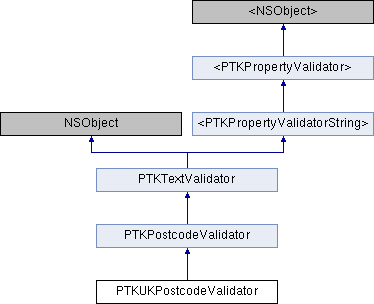 <NSObject>
<PTKPropertyValidator>
NSObject
<PTKPropertyValidatorString>
PTKTextValidator
PTKPostcodeValidator
PTKUKPostcodeValidator